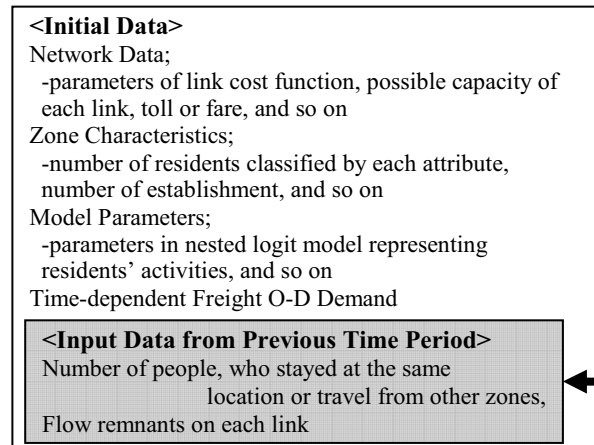 <Initial Data>
Network Data;
-parameters of link cost function, possible capacity of
each link, toll or fare, and so on
Zone Characteristics;
-number of residents classified by each attribute,
number of establishment, and so on
Model Parameters;
-parameters in nested logit model representing
residents’ activities, and so on
Time-dependent Freight O-D Demand
<Input Data from Previous Time Period>
Number of people, who stayed at the same
location or travel from other zones,
Flow remnants on each link